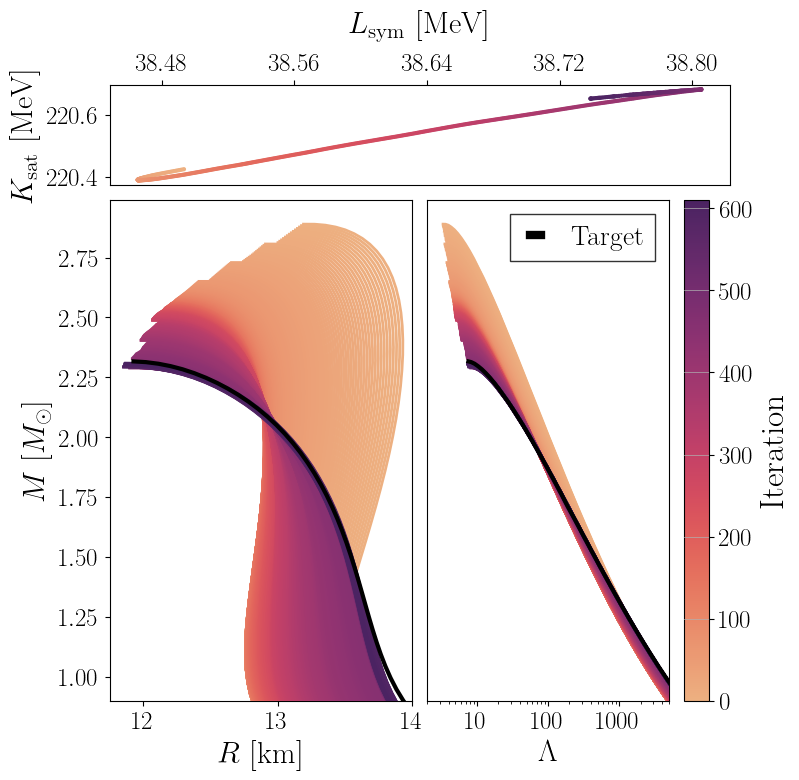 L_sym [MeV]
38.48 38.56 38.64 38.72 38.80
K_sat [MeV]
220.6
220.4
M [M_⊙]
2.75
2.50
2.25
2.00
1.75
1.50
1.25
1.00
12 13 14
R [km]
Target
10 100 1000
Λ
600
500
400
300
200
100
0
Iteration